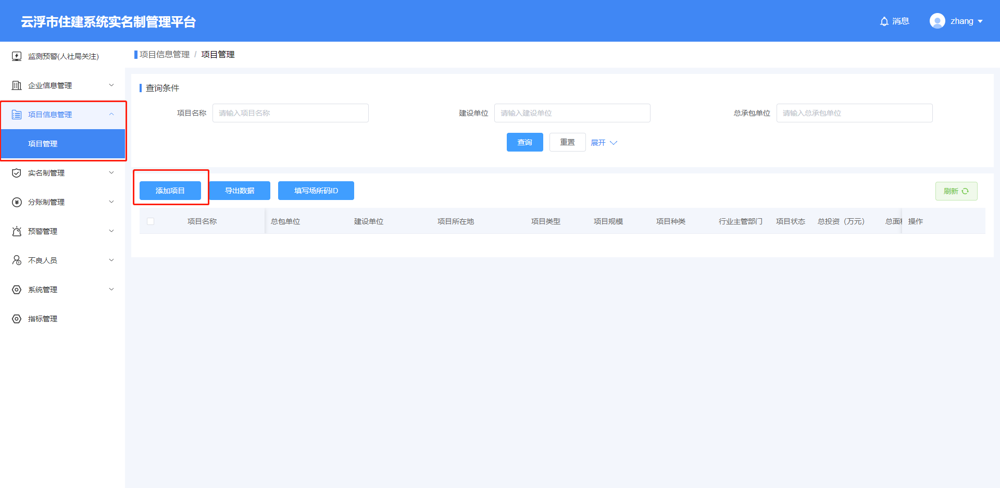 云浮市住建系统实名制管理平台
消息
zhang
监测预警(人社局关注)
企业信息管理
项目信息管理
项目管理
实名制管理
分账制管理
预警管理
不良人员
系统管理
指标管理
项目信息管理 / 项目管理
查询条件
项目名称 请输入项目名称 建设单位 请输入建设单位 总承包单位 请输入总承包单位
查询 重置 展开
添加项目 导出数据 填写场所码ID 刷新
项目名称 总包单位 建设单位 项目所在地 项目类型 项目规模 项目种类 行业主管部门 项目状态 总投资（万元） 总面 操作